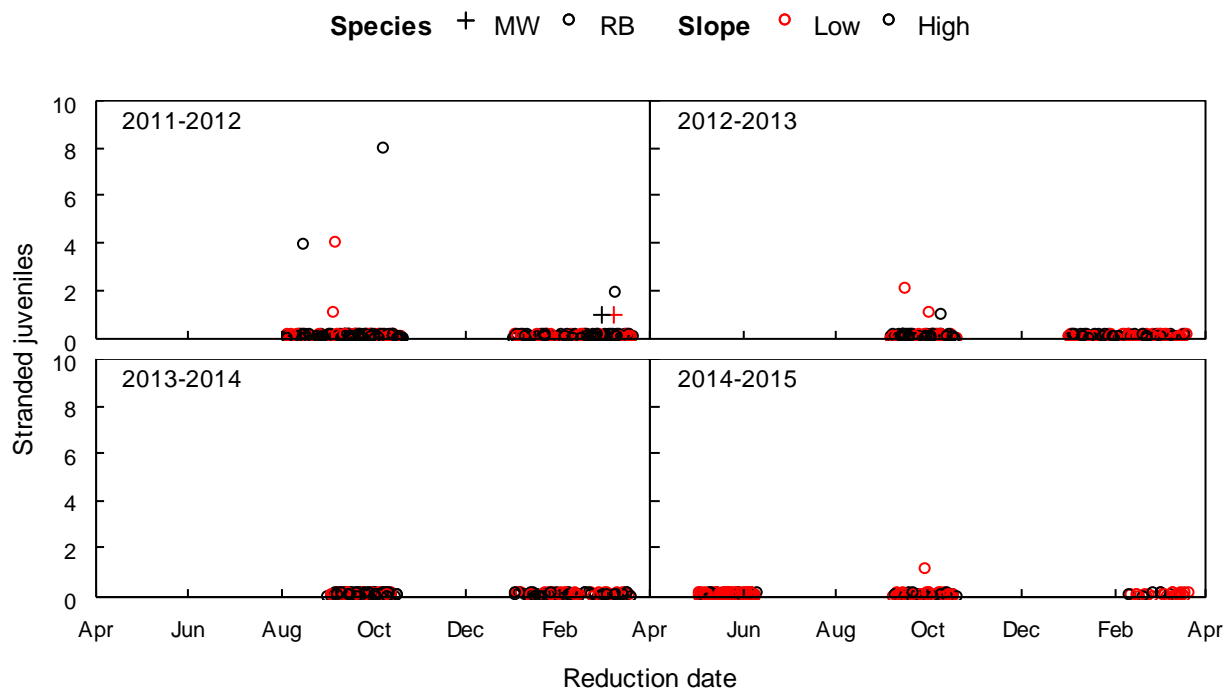 Species MW RB Slope Low High
10 2011-2012 2012-2013
8
6
4
2
0
10 2013-2014 2014-2015
8
6
4
2
0
Apr Jun Aug Oct Dec Feb Apr Jun Aug Oct Dec Feb Apr
Stranded juveniles
Reduction date